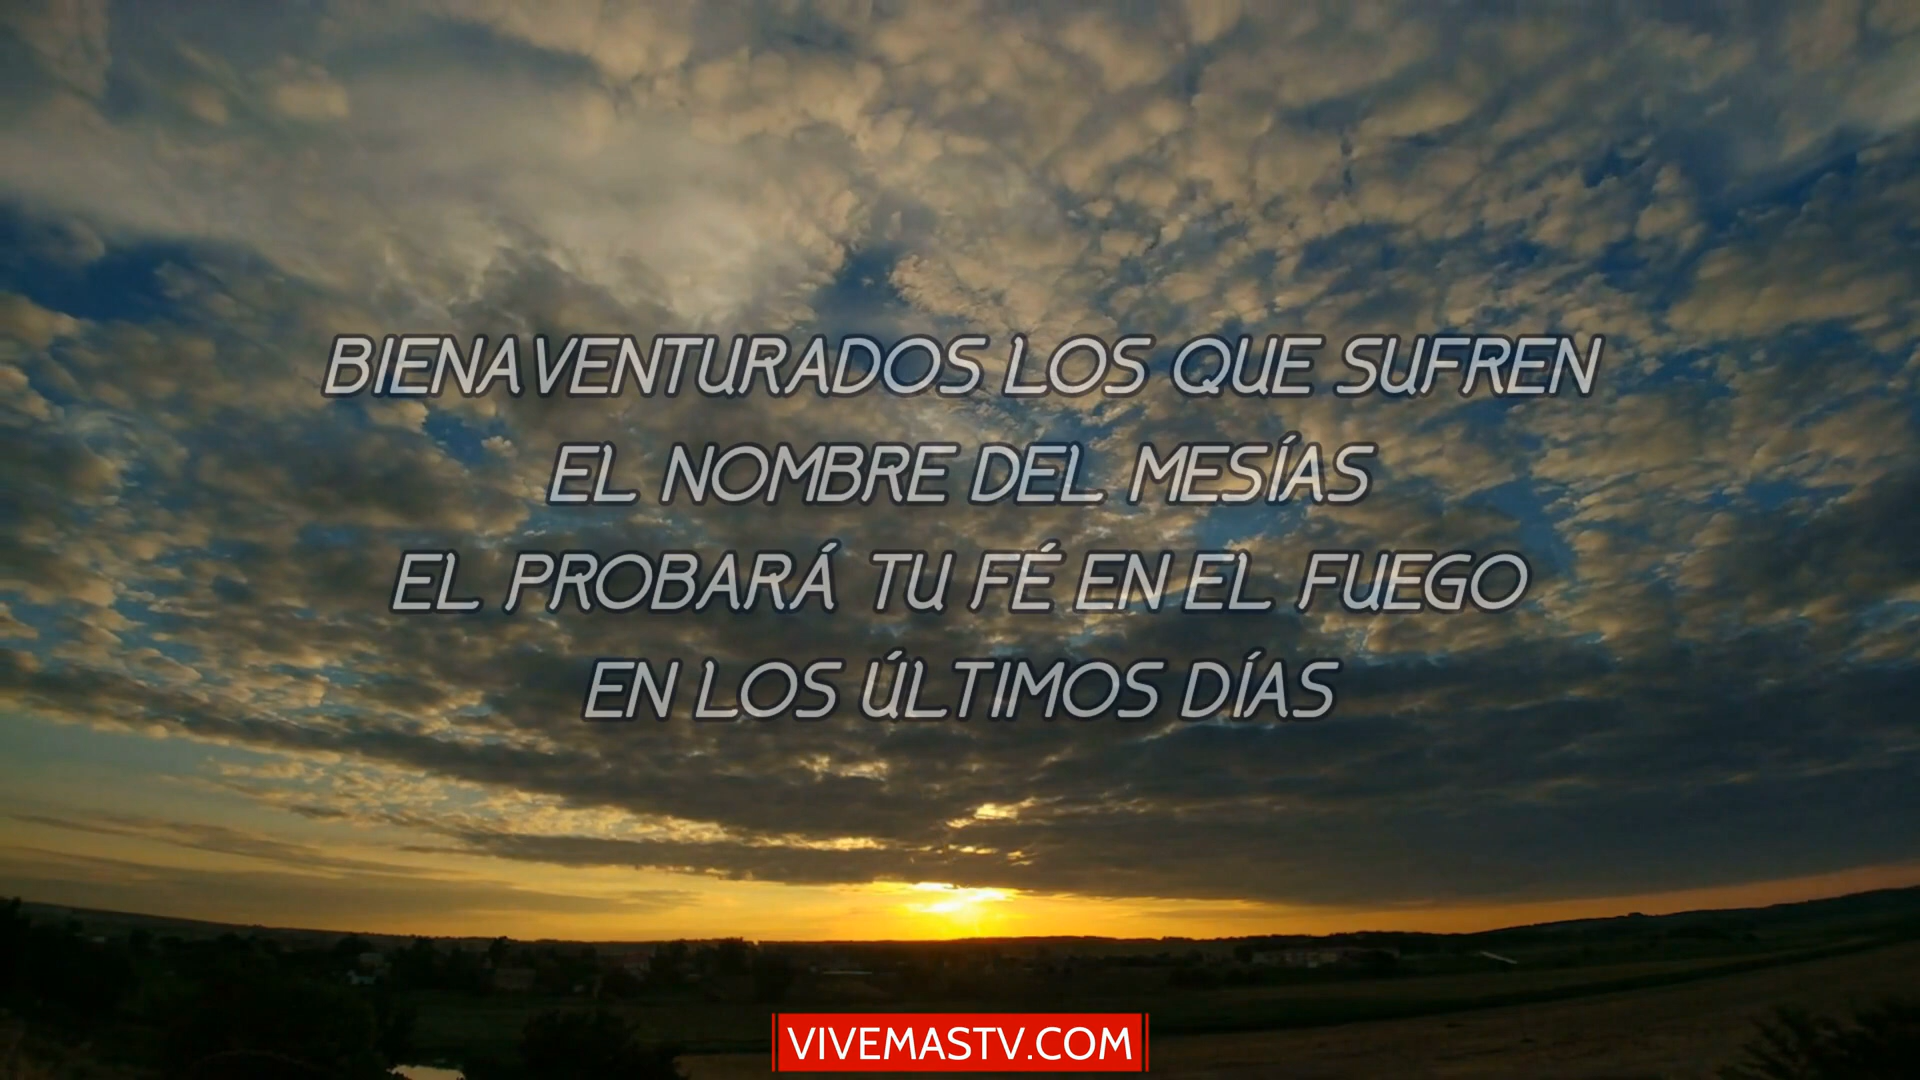 BIENAVENTURADOS LOS QUE SUFREN
EL NOMBRE DEL MESÍAS
EL PROBARÁ TU FÉ EN EL FUEGO
EN LOS ÚLTIMOS DÍAS
VIVEMASTV.COM